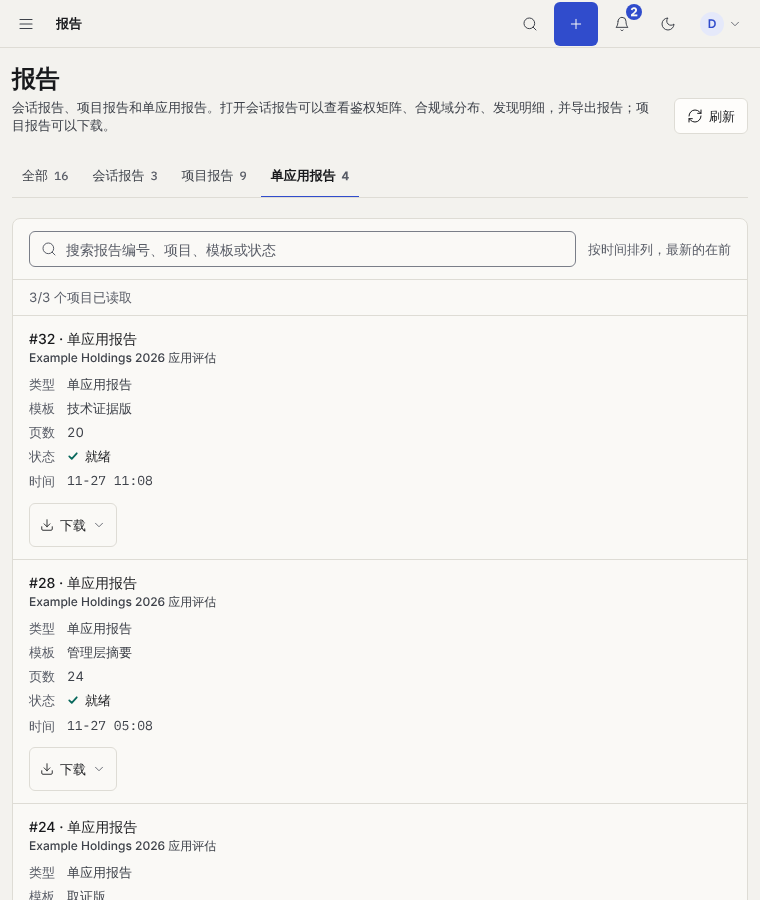 报告
2
D
报告
会话报告、项目报告和单应用报告。打开会话报告可以查看鉴权矩阵、合规域分布、发现明细，并导出报告；项
目报告可以下载。
刷新
全部 16 会话报告 3 项目报告 9 单应用报告 4
搜索报告编号、项目、模板或状态
按时间排列，最新的在前
3/3 个项目已读取
#32 · 单应用报告
Example Holdings 2026 应用评估
类型 单应用报告
模板 技术证据版
页数 20
状态 就绪
时间 11-27 11:08
下载
#28 · 单应用报告
Example Holdings 2026 应用评估
类型 单应用报告
模板 管理层摘要
页数 24
状态 就绪
时间 11-27 05:08
下载
#24 · 单应用报告
Example Holdings 2026 应用评估
类型 单应用报告
模板 取证版